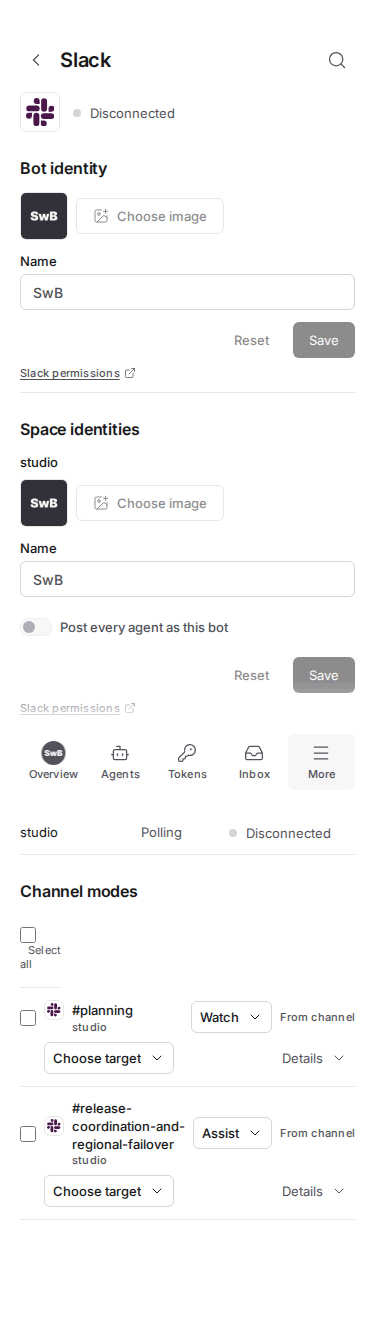 Slack
Disconnected
Bot identity
SwB
Choose image
Name
SwB
Reset
Save
Slack permissions
Space identities
studio
SwB
Choose image
Name
SwB
Post every agent as this bot
Reset
Save
Slack permissions
SwB
Overview
Agents
Tokens
Inbox
More
studio
Polling
Disconnected
Channel modes
Select
all
#planning
studio
Watch
From channel
Choose target
Details
#release-
coordination-and-
regional-failover
studio
Assist
From channel
Choose target
Details